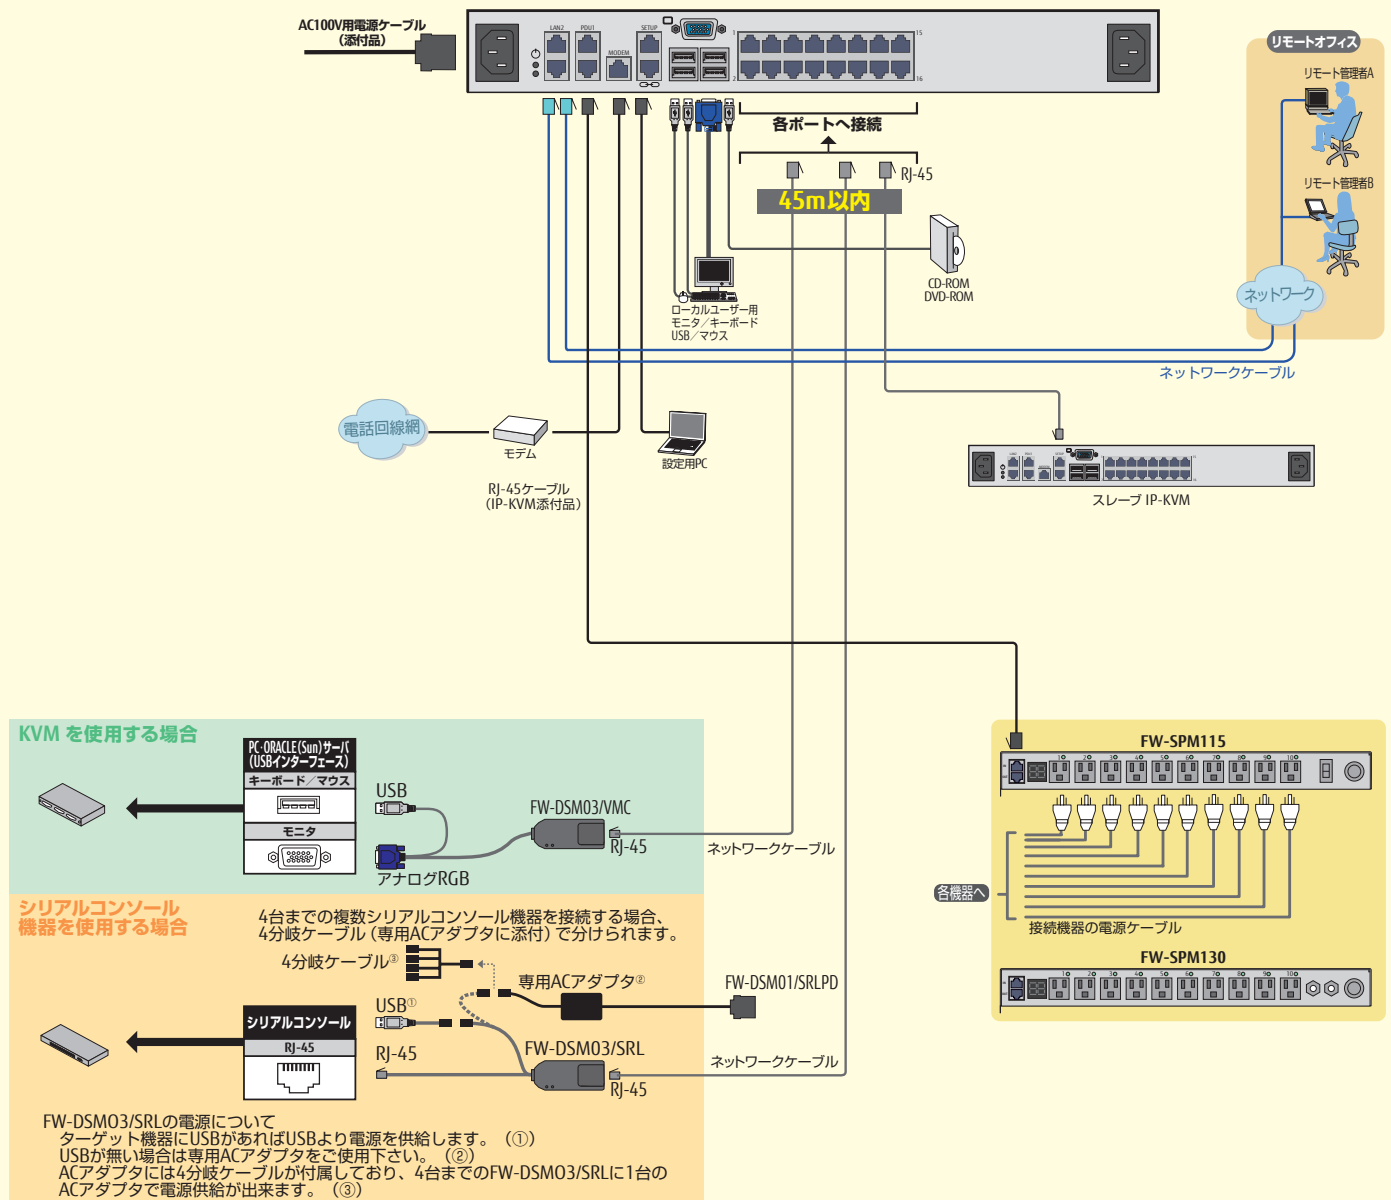 AC100V用電源ケーブル
（添付品）
LAN2
PDU1
MODEM
SETUP
1
15
2
16
各ポートへ接続
RJ-45
45m以内
リモートオフィス
リモート管理者A
リモート管理者B
ネットワーク
CD-ROM
DVD-ROM
ローカルユーザー用
モニタ／キーボード
USB／マウス
ネットワークケーブル
電話回線網
モデム
設定用PC
RJ-45ケーブル
（IP-KVM添付品）
スレーブ IP-KVM
KVM を使用する場合
PC・ORACLE(Sun)サーバ
（USBインターフェース）
キーボード／マウス
モニタ
USB
アナログRGB
FW-DSM03/VMC
RJ-45
ネットワークケーブル
FW-SPM115
1 2 3 4 5 6 7 8 9 10
各機器へ
接続機器の電源ケーブル
FW-SPM130
1 2 3 4 5 6 7 8 9 10
シリアルコンソール
機器を使用する場合
4台までの複数シリアルコンソール機器を接続する場合、
4分岐ケーブル（専用ACアダプタに添付）で分けられます。
4分岐ケーブル③
専用ACアダプタ②
FW-DSM01/SRLPD
シリアルコンソール
RJ-45
USB①
RJ-45
FW-DSM03/SRL
RJ-45
ネットワークケーブル
FW-DSM03/SRLの電源について
ターゲット機器にUSBがあればUSBより電源を供給します。（①）
USBが無い場合は専用ACアダプタをご使用下さい。（②）
ACアダプタには4分岐ケーブルが付属しており、4台までのFW-DSM03/SRLに1台の
ACアダプタで電源供給が出来ます。（③）